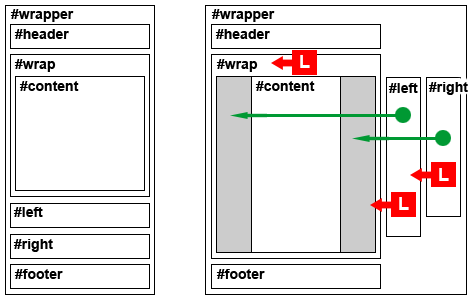 #wrapper
#header
#wrap
#content
#left
#right
#footer
#wrapper
#header
#wrap
L
#content
#left
#right
L
L
#footer